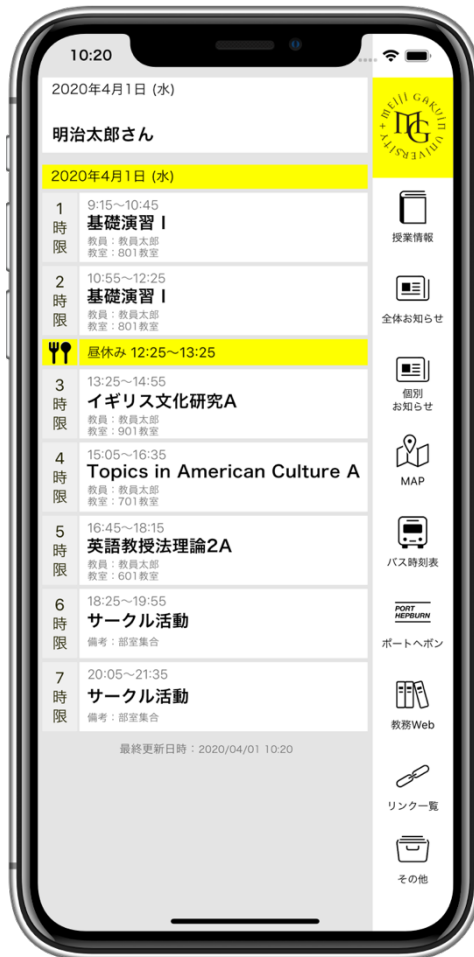 10:20
2020年4月1日 (水)
明治太郎さん
2020年4月1日 (水)
1
時
限
9:15〜10:45
基礎演習 I
教員：教員太郎
教室：801教室
2
時
限
10:55〜12:25
基礎演習 I
教員：教員太郎
教室：801教室
昼休み 12:25〜13:25
3
時
限
13:25〜14:55
イギリス文化研究A
教員：教員太郎
教室：901教室
4
時
限
15:05〜16:35
Topics in American Culture A
教員：教員太郎
教室：701教室
5
時
限
16:45〜18:15
英語教授法理論2A
教員：教員太郎
教室：601教室
6
時
限
18:25〜19:55
サークル活動
備考：部室集合
7
時
限
20:05〜21:35
サークル活動
備考：部室集合
最終更新日時：2020/04/01 10:20
MEIJI GAKUIN UNIVERSITY +
MG
授業情報
全体お知らせ
個別
お知らせ
MAP
バス時刻表
PORT
HEPBURN
ポートヘボン
教務Web
リンク一覧
その他